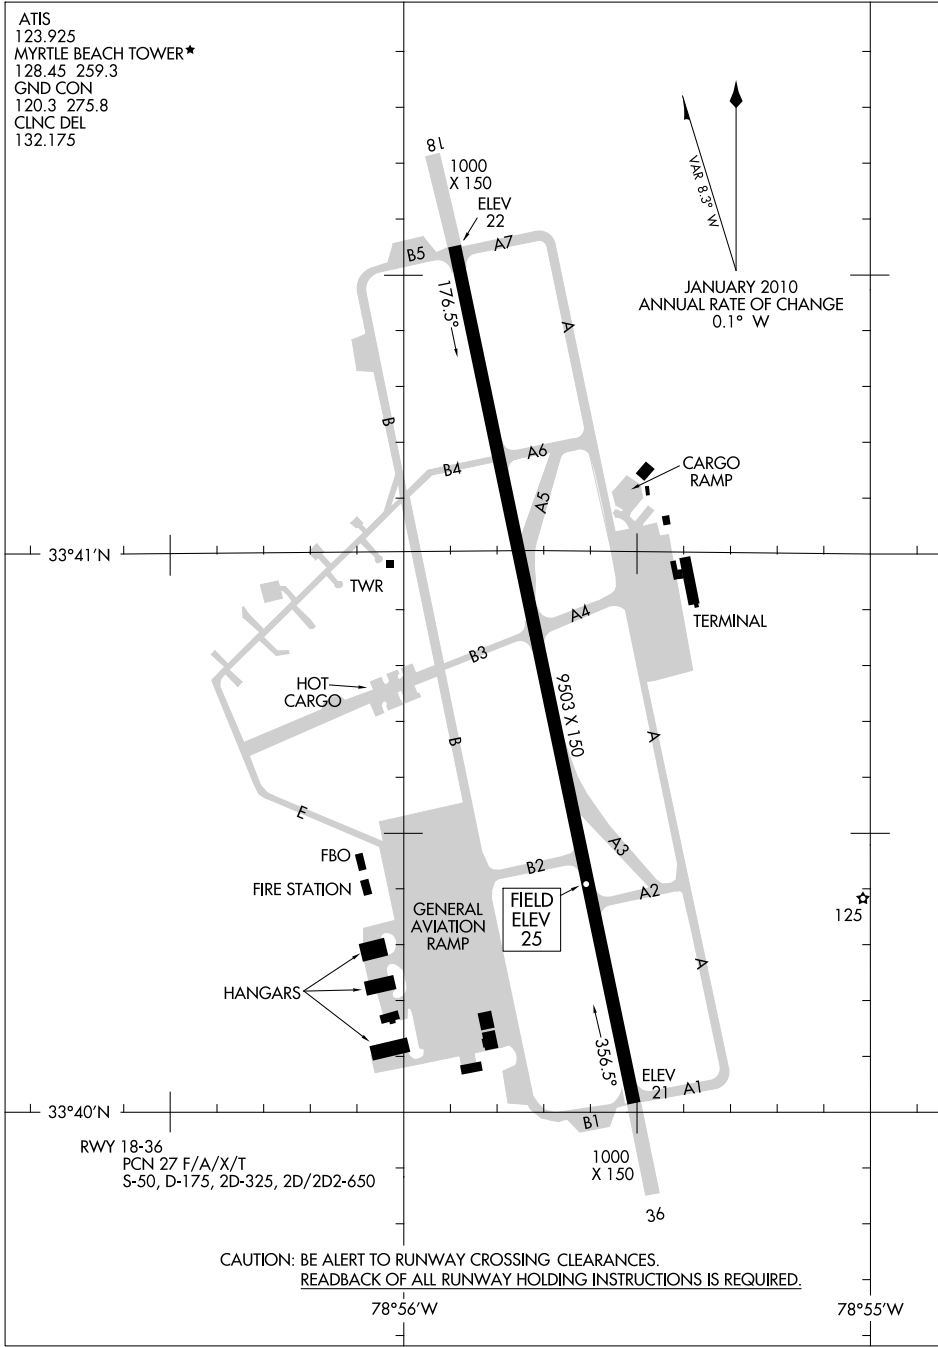 ATIS
123.925
MYRTLE BEACH TOWER★
128.45 259.3
GND CON
120.3 275.8
CLNC DEL
132.175
18
1000
X 150
ELEV
22
VAR 8.3° W
JANUARY 2010
ANNUAL RATE OF CHANGE
0.1° W
B5
A7
176.5°
A
B
B4
A6
A5
CARGO
RAMP
33°41'N
TWR
A4
TERMINAL
B3
HOT
CARGO
9503 X 150
B
A
E
FBO
B2
A3
FIRE STATION
A2
GENERAL
AVIATION
RAMP
FIELD
ELEV
25
125
A
HANGARS
356.5°
ELEV
21
A1
33°40'N
B1
RWY 18-36
PCN 27 F/A/X/T
S-50, D-175, 2D-325, 2D/2D2-650
1000
X 150
36
CAUTION: BE ALERT TO RUNWAY CROSSING CLEARANCES.
READBACK OF ALL RUNWAY HOLDING INSTRUCTIONS IS REQUIRED.
78°56'W
78°55'W